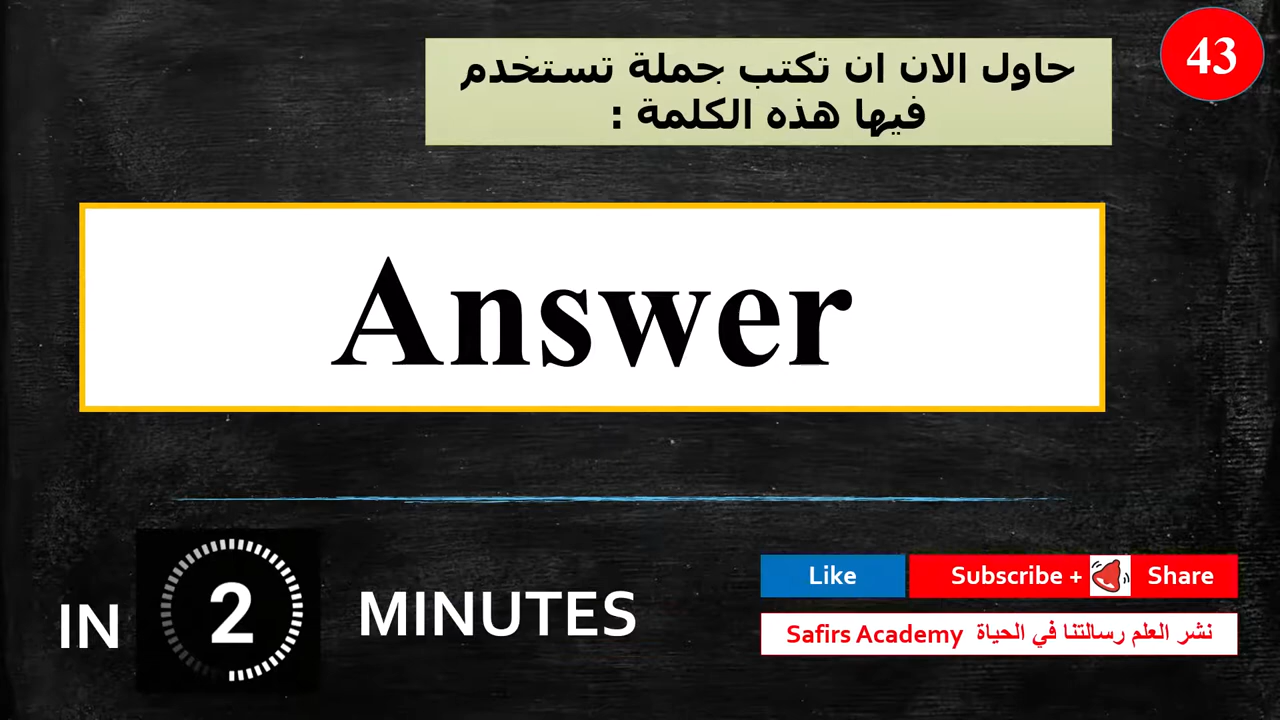 43
حاول الان ان تكتب جملة تستخدم
فيها هذه الكلمة :
Answer
IN 2 MINUTES
Like Subscribe + Share
Safirs Academy نشر العلم رسالتنا في الحياة